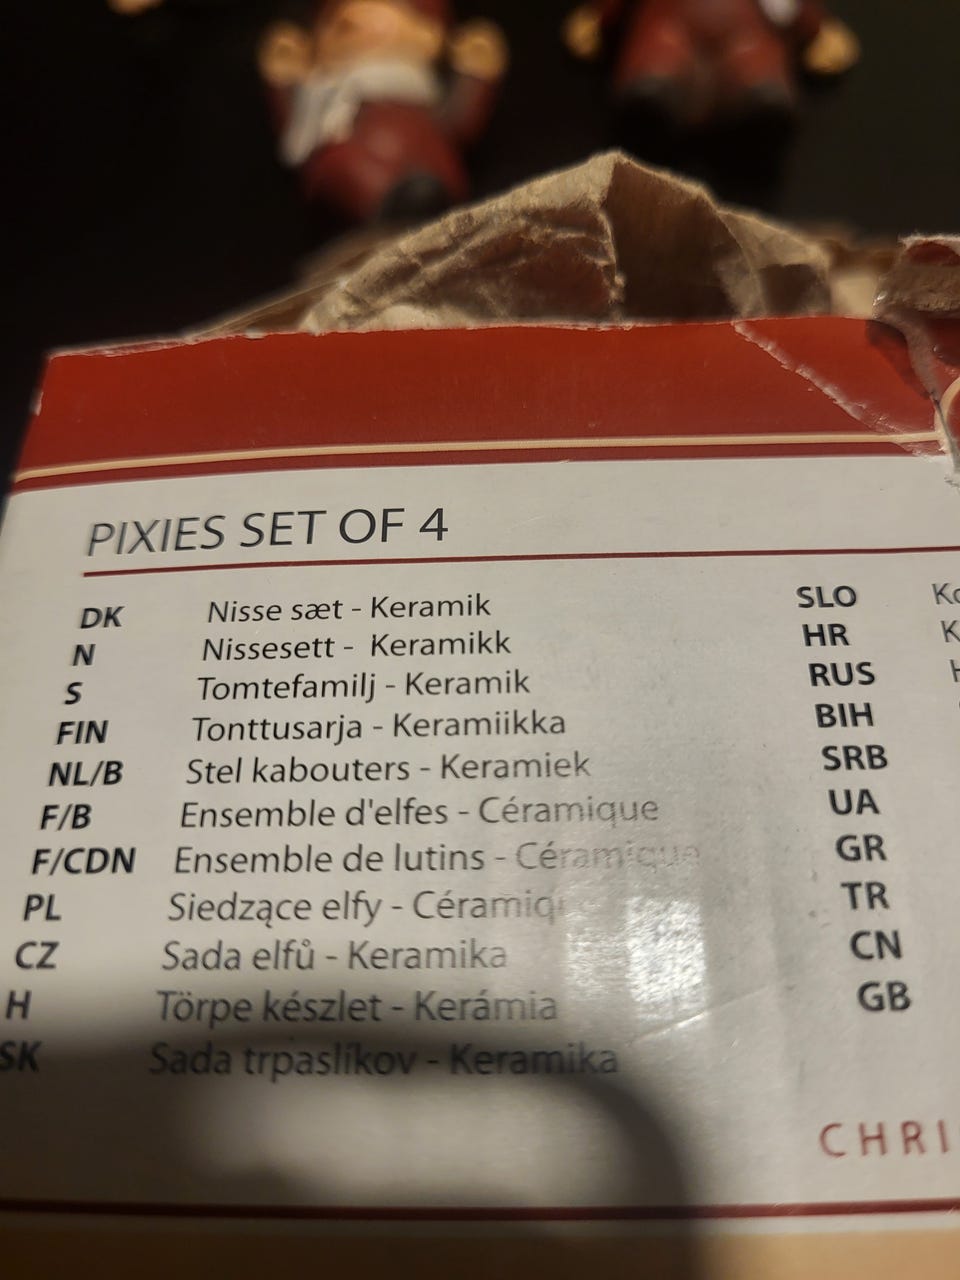 PIXIES SET OF 4
DK Nisse sæt - Keramik
N Nissesett - Keramikk
S Tomtefamilj - Keramik
FIN Tonttusarja - Keramiikka
NL/B Stel kabouters - Keramiek
F/B Ensemble d'elfes - Céramique
F/CDN Ensemble de lutins - Céramique
PL Siedzące elfy - Céramiq
CZ Sada elfů - Keramika
H Törpe készlet - Kerámia
SK Sada trpaslíkov - Keramika
SLO
HR
RUS
BIH
SRB
UA
GR
TR
CN
GB
CHRI